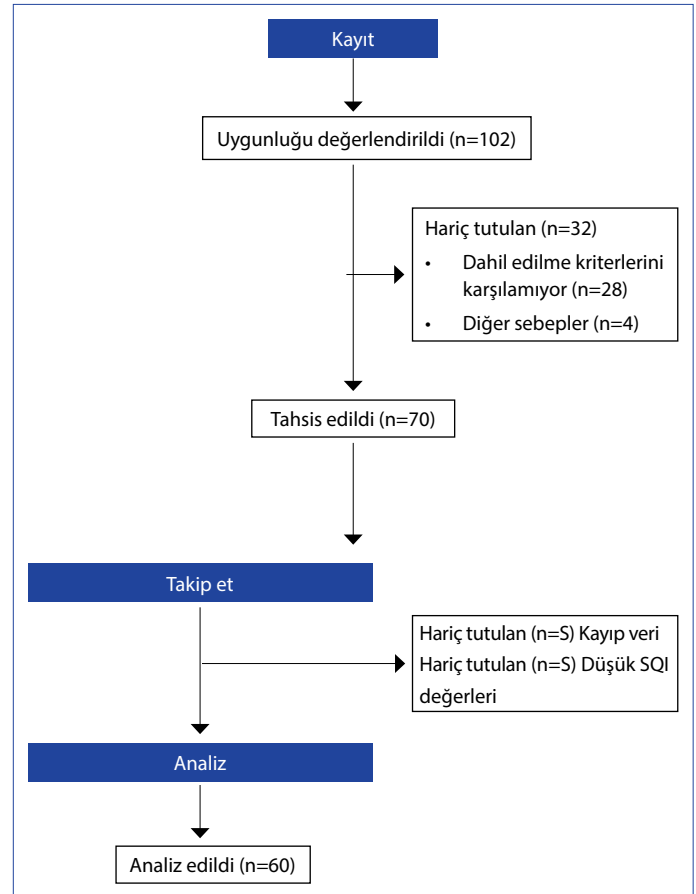 Kayıt
Uygunluğu değerlendirildi (n=102)
Hariç tutulan (n=32)
• Dahil edilme kriterlerini
karşılamıyor (n=28)
• Diğer sebepler (n=4)
Tahsis edildi (n=70)
Takip et
Hariç tutulan (n=S) Kayıp veri
Hariç tutulan (n=S) Düşük SQI
değerleri
Analiz
Analiz edildi (n=60)